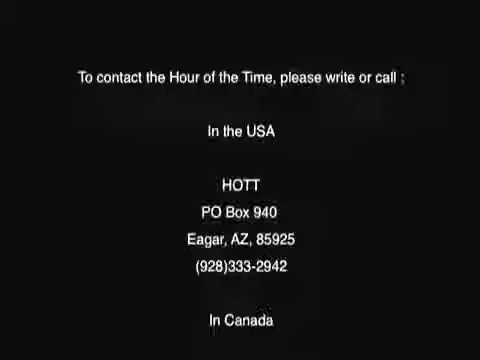 To contact the Hour of the Time, please write or call :
In the USA
HOTT
PO Box 940
Eagar, AZ, 85925
(928)333-2942
In Canada